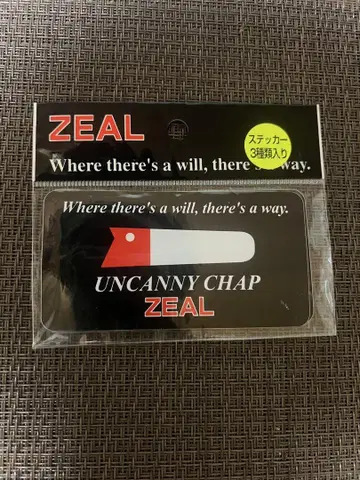 ZEAL
ステッカー
3種類入り
Where there's a will, there's a way.
Where there's a will, there's a way.
UNCANNY CHAP
ZEAL